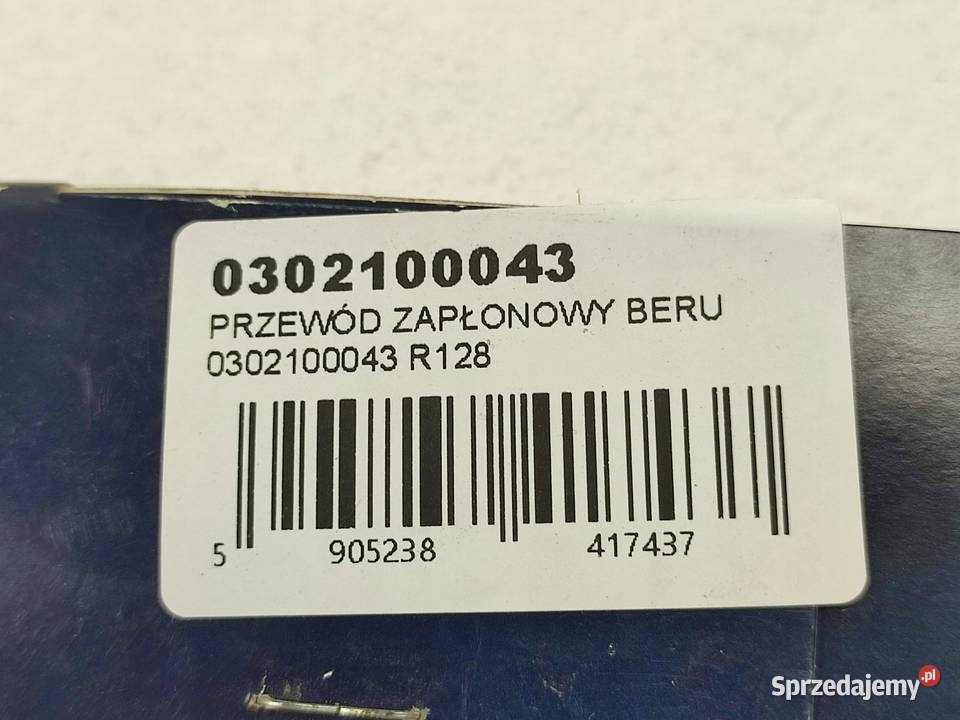 0302100043
PRZEWÓD ZAPŁONOWY BERU
0302100043 R128
5 905238 417437
Sprzedajemy.pl